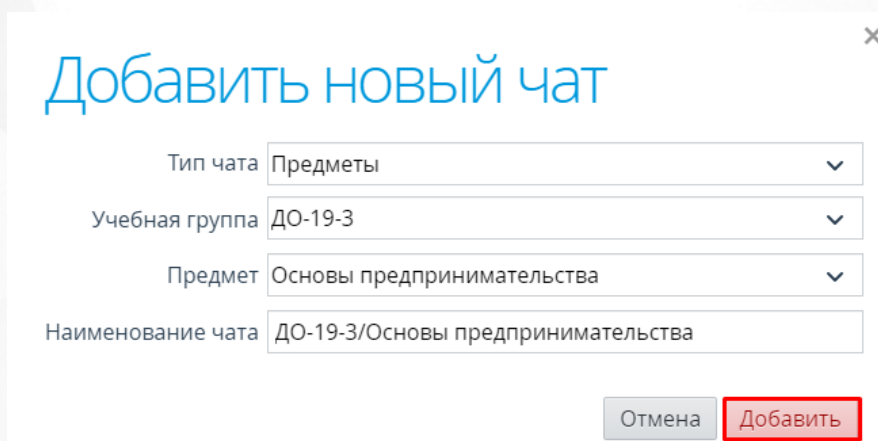 Добавить новый чат
Тип чата Предметы
Учебная группа ДО-19-3
Предмет Основы предпринимательства
Наименование чата ДО-19-3/Основы предпринимательства
Отмена Добавить